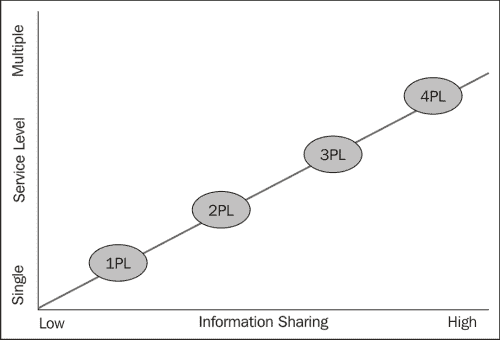 Multiple
4PL
Service Level
3PL
2PL
1PL
Single
Low
Information Sharing
High